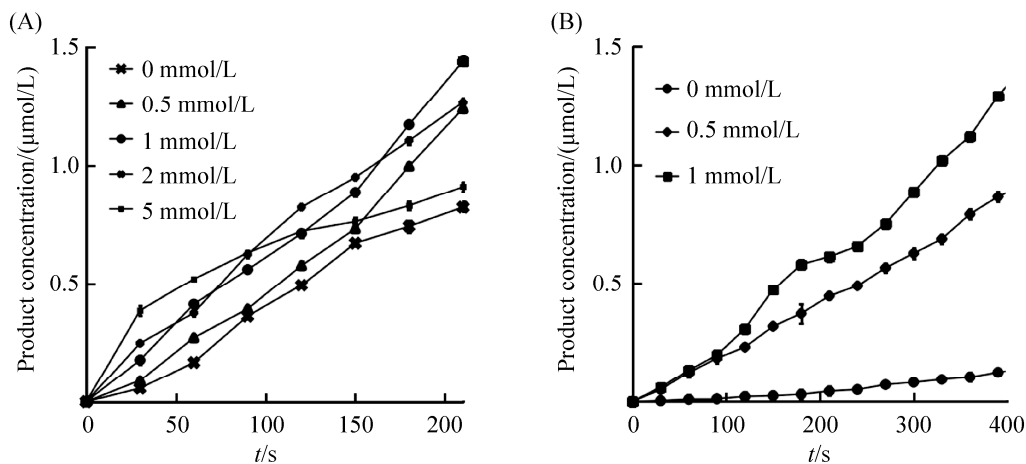 (A)
Product concentration/(μmol/L)
1.5
1.0
0.5
0 mmol/L
0.5 mmol/L
1 mmol/L
2 mmol/L
5 mmol/L
0 50 100 150 200
t/s
(B)
Product concentration/(μmol/L)
1.5
1.0
0.5
0 mmol/L
0.5 mmol/L
1 mmol/L
0 100 200 300 400
t/s